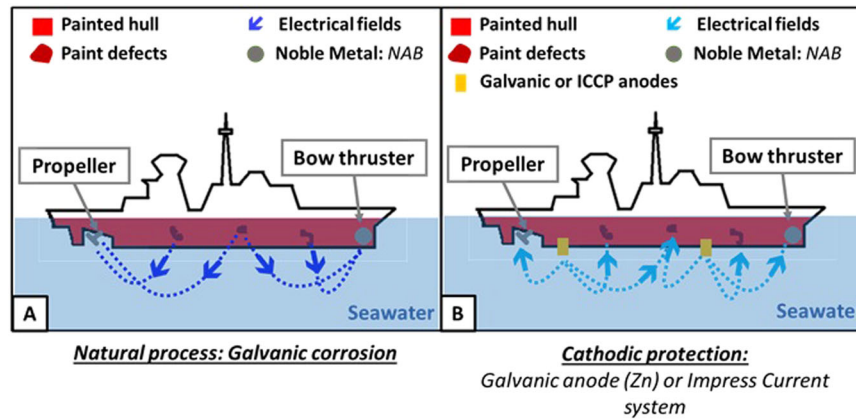 Painted hull
Electrical fields
Paint defects
Noble Metal: NAB
Propeller
Bow thruster
A
Seawater
Natural process: Galvanic corrosion
Painted hull
Electrical fields
Paint defects
Noble Metal: NAB
Galvanic or ICCP anodes
Propeller
Bow thruster
B
Seawate
Cathodic protection:
Galvanic anode (Zn) or Impress Current
system